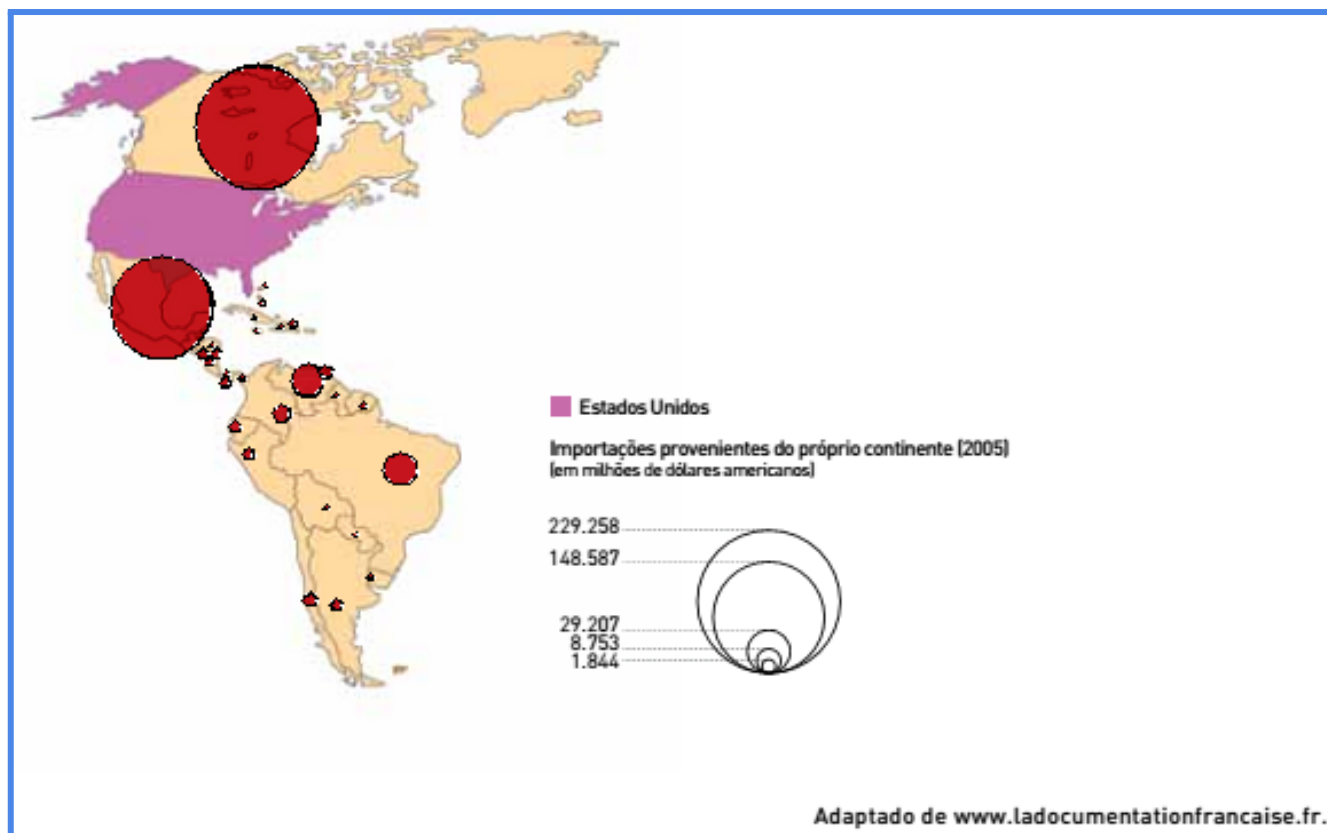 Estados Unidos
Importações provenientes do próprio continente (2005)
(em milhões de dólares americanos)
229.258
148.587
29.207
8.753
1.844
Adaptado de www.ladocumentationfrancaise.fr.